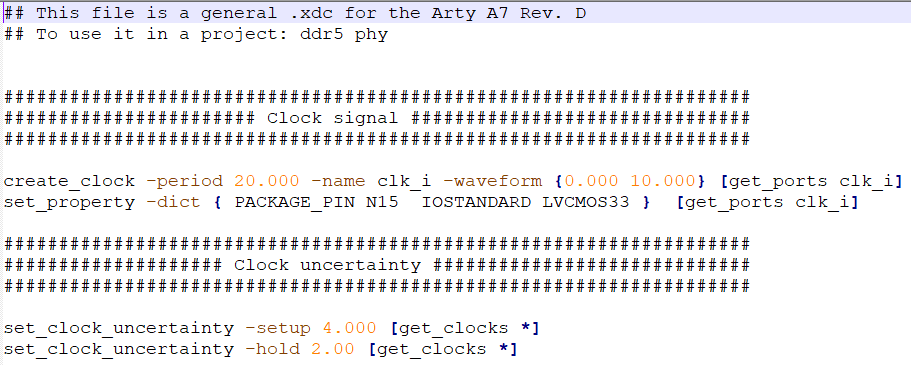 ## This file is a general .xdc for the Arty A7 Rev. D
## To use it in a project: ddr5 phy
####################################################################
####################### Clock signal ###############################
####################################################################
create_clock -period 20.000 -name clk_i -waveform {0.000 10.000} [get_ports clk_i]
set_property -dict { PACKAGE_PIN N15  IOSTANDARD LVCMOS33 }  [get_ports clk_i]
####################################################################
#################### Clock uncertainty #############################
####################################################################
set_clock_uncertainty -setup 4.000 [get_clocks *]
set_clock_uncertainty -hold 2.00 [get_clocks *]